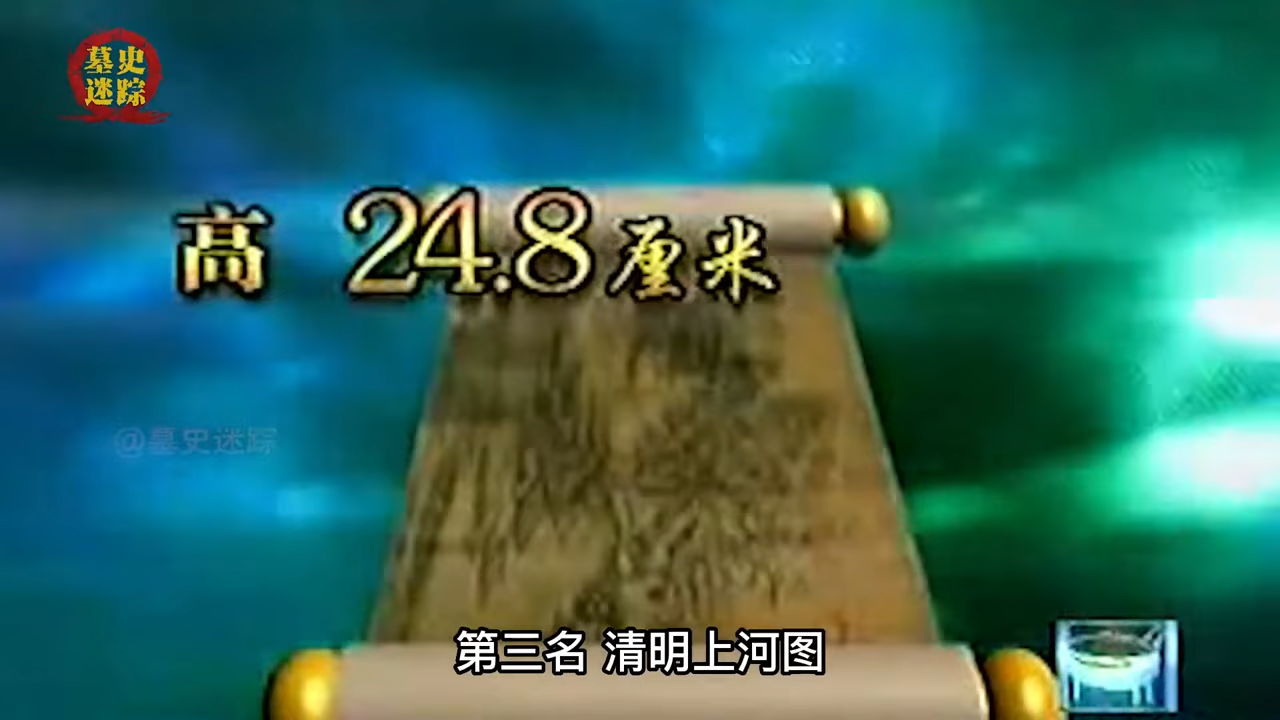 墓史
迷踪
高 24.8厘米
@墓史迷踪
第三名 清明上河图